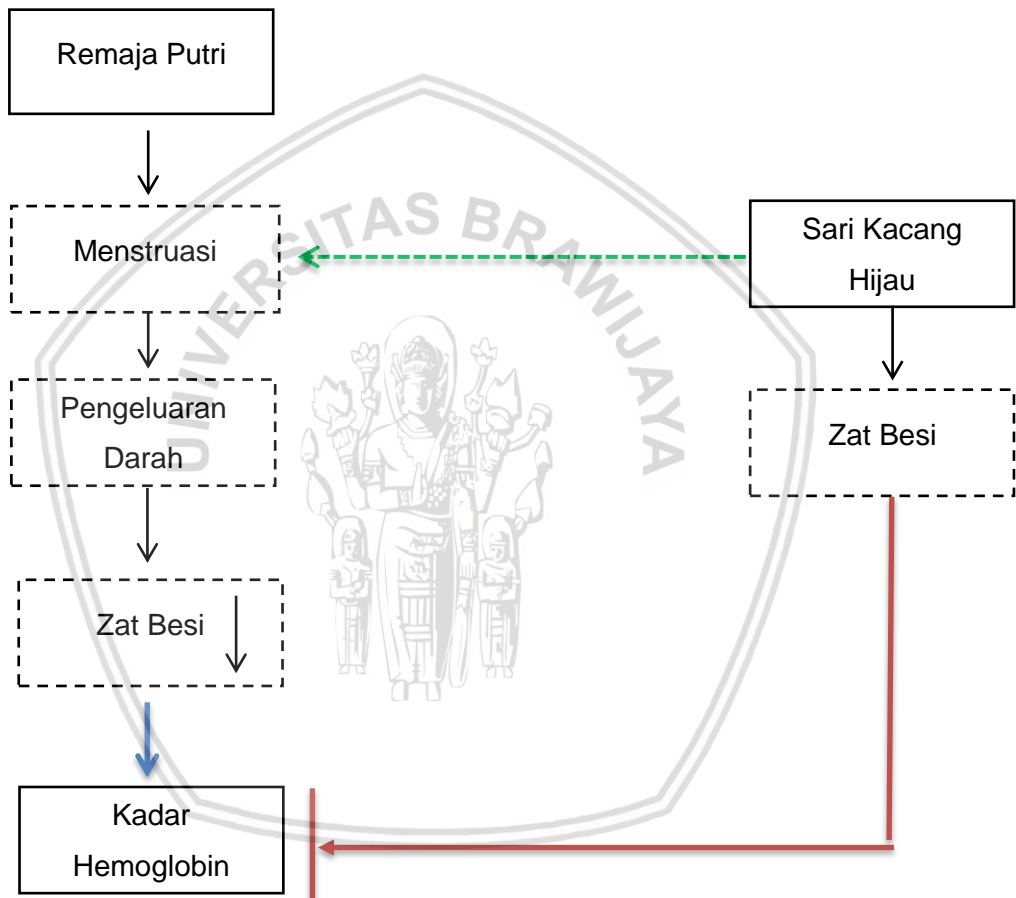 Remaja Putri
UNIVERSITAS BRAWIJAYA
Menstruasi
Sari Kacang
Hijau
Pengeluaran
Darah
Zat Besi
Zat Besi
Kadar
Hemoglobin